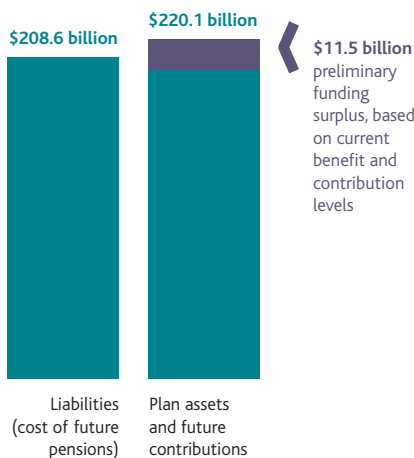 $208.6 billion
$220.1 billion
$11.5 billion
preliminary
funding
surplus, based
on current
benefit and
contribution
levels
Liabilities
(cost of future
pensions)
Plan assets
and future
contributions